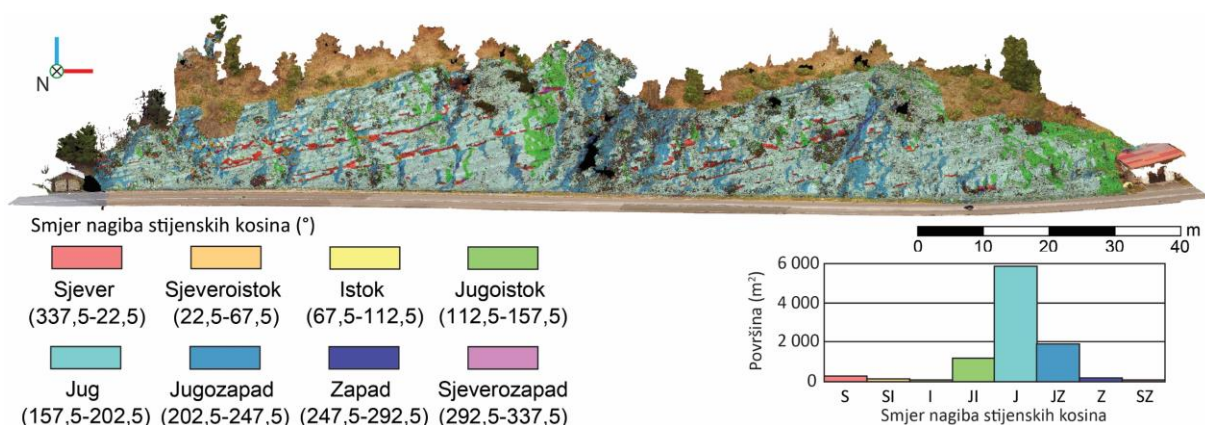 N
Smjer nagiba stijenskih kosina (°)
Sjever
(337,5-22,5)
Sjeveroistok
(22,5-67,5)
Istok
(67,5-112,5)
Jugoistok
(112,5-157,5)
Jug
(157,5-202,5)
Jugozapad
(202,5-247,5)
Zapad
(247,5-292,5)
Sjeverozapad
(292,5-337,5)
m
0 10 20 30 40
Površina (m²)
6 000
4 000
2 000
0
S SI I JI J JZ Z SZ
Smjer nagiba stijenskih kosina